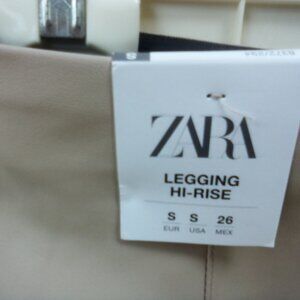 ZARA
LEGGING
HI-RISE
S S 26
EUR USA MEX